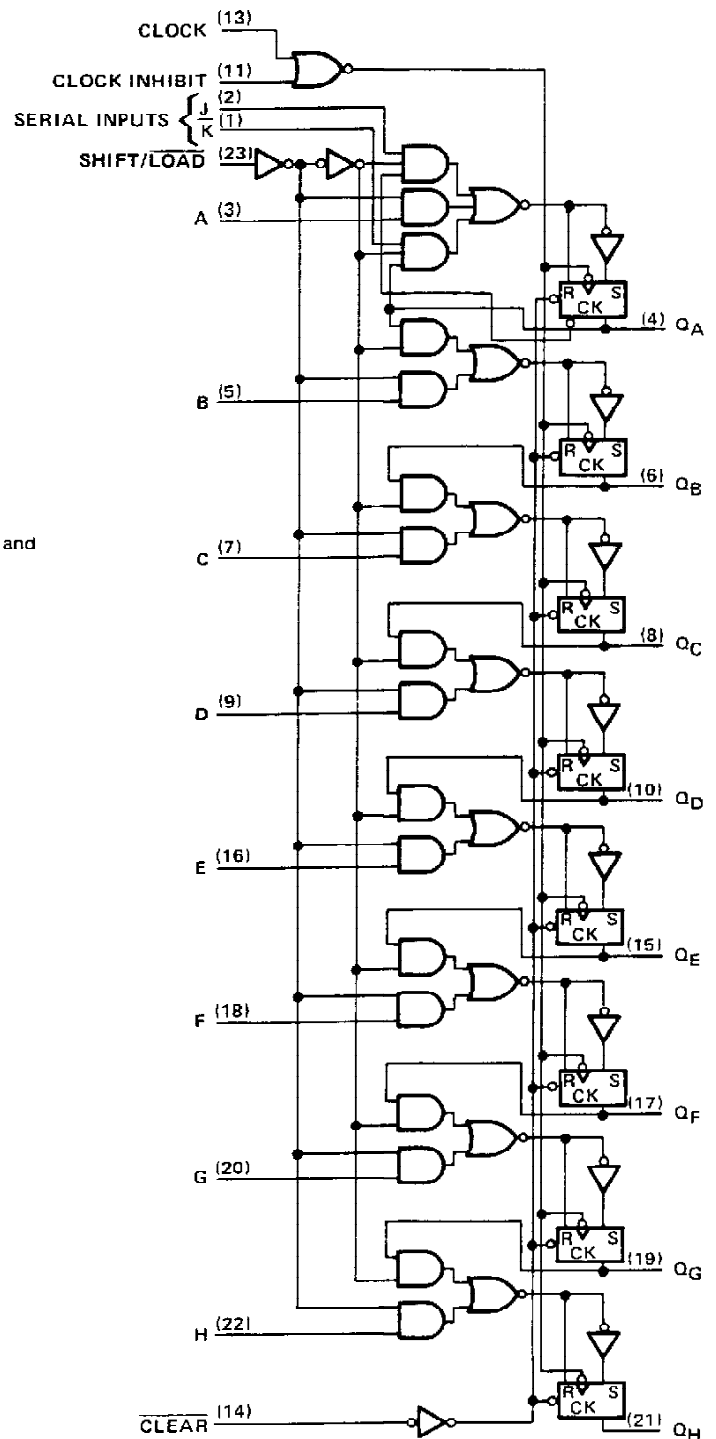 CLOCK (13)
CLOCK INHIBIT (11)
SERIAL INPUTS { J (2)
K̅ (1)
SHIFT/L̅O̅A̅D̅ (23)
A (3)
R CK S
(4) QA
B (5)
R CK S
(6) QB
and
C (7)
R CK S
(8) QC
D (9)
R CK S
(10) QD
E (16)
R CK S
(15) QE
F (18)
R CK S
(17) QF
G (20)
R CK S
(19) QG
H (22)
R CK S
C̅L̅E̅A̅R̅ (14)
(21) QH